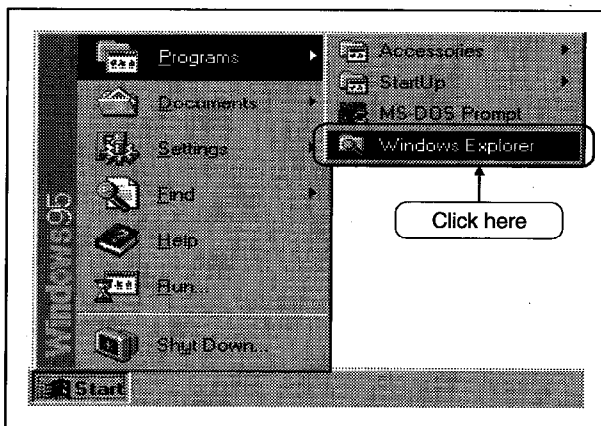 Programs
Documents
Settings
Find
Help
Run...
Shut Down...
Windows95
Start
Accessories
StartUp
MS-DOS Prompt
Windows Explorer
Click here